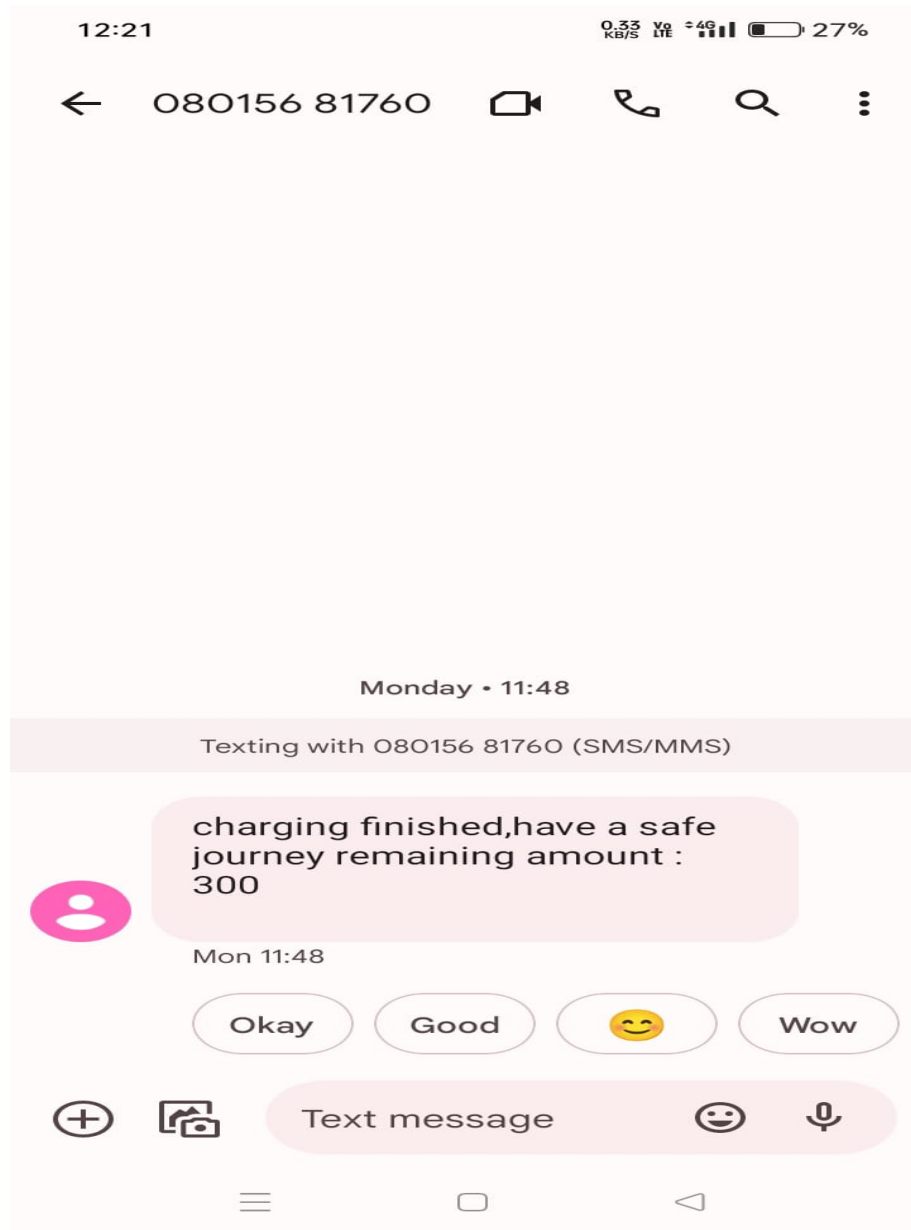 12:21 0.33 KB/S Vo LTE 4G 27%
080156 81760
Monday • 11:48
Texting with 080156 81760 (SMS/MMS)
charging finished,have a safe
journey remaining amount :
300
Mon 11:48
Okay Good 😊 Wow
Text message